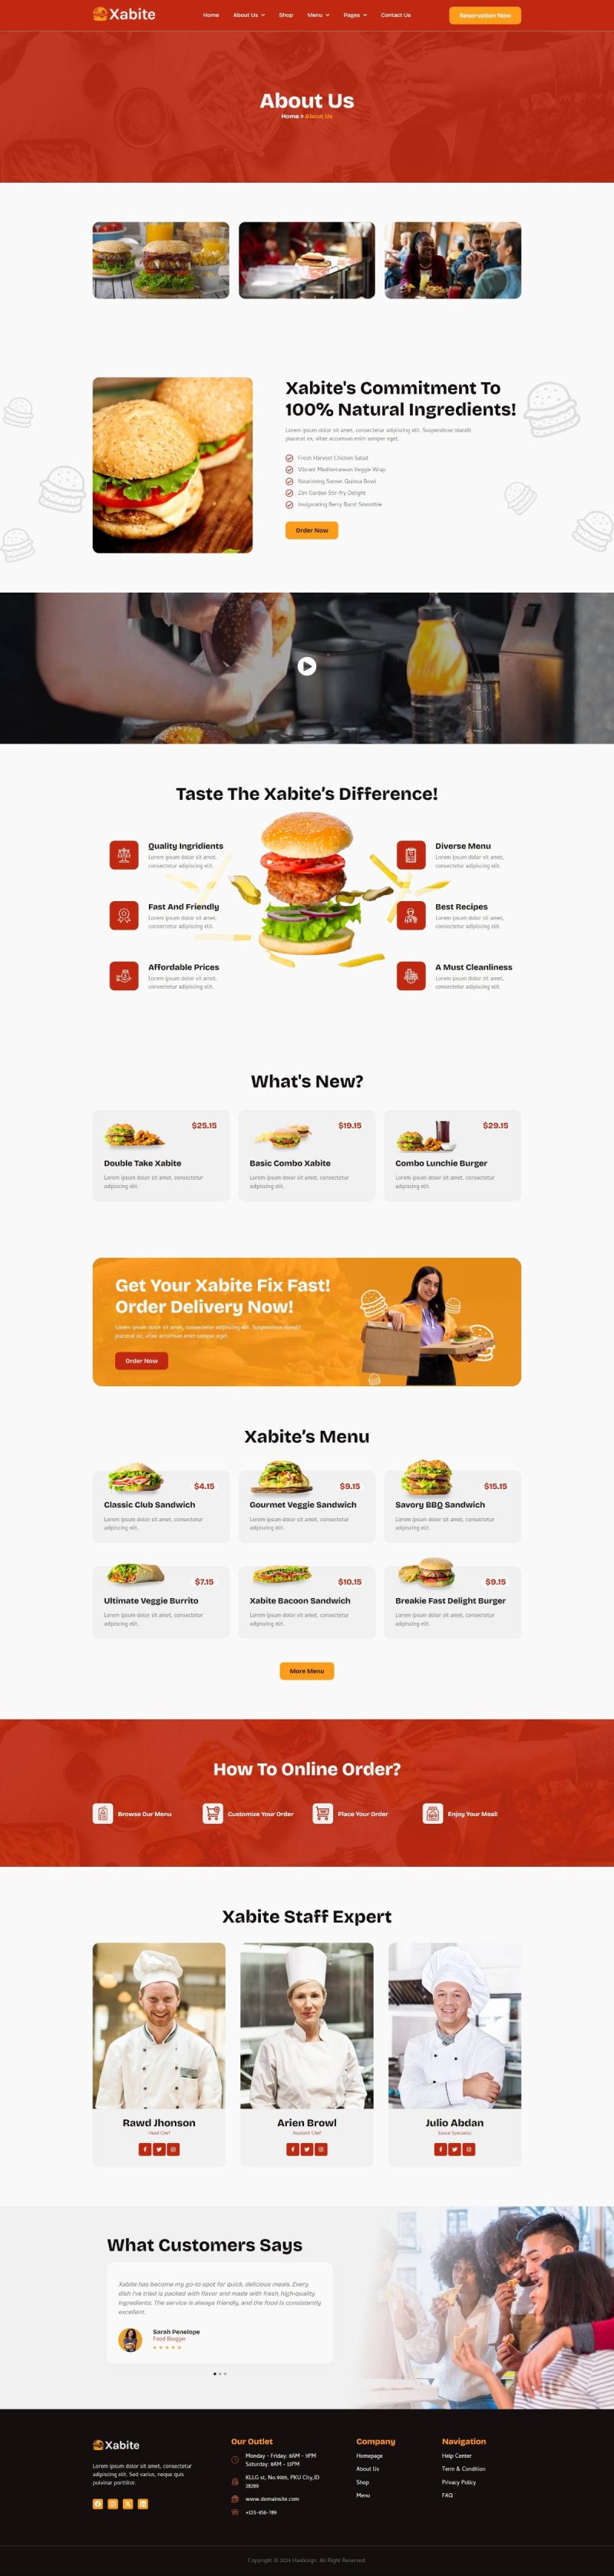 Xabite
Home About Us Shop Menu Pages Contact Us
Reservation Now
About Us
Home > About Us
Xabite's Commitment To
100% Natural Ingredients!
Lorem ipsum dolor sit amet, consectetur adipiscing elit. Suspendisse blandit
placerat ex, vitae accumsan enim semper eget.
Fresh Harvest Chicken Salad
Vibrant Mediterranean Veggie Wrap
Nourishing Sunset Quinoa Bowl
Zen Garden Stir-fry Delight
Invigorating Berry Burst Smoothie
Order Now
Taste The Xabite’s Difference!
Quality Ingridients
Lorem ipsum dolor sit amet,
consectetur adipiscing elit.
Fast And Friendly
Lorem ipsum dolor sit amet,
consectetur adipiscing elit.
Affordable Prices
Lorem ipsum dolor sit amet,
consectetur adipiscing elit.
Diverse Menu
Lorem ipsum dolor sit amet,
consectetur adipiscing elit.
Best Recipes
Lorem ipsum dolor sit amet,
consectetur adipiscing elit.
A Must Cleanliness
Lorem ipsum dolor sit amet,
consectetur adipiscing elit.
What's New?
$25.15
Double Take Xabite
Lorem ipsum dolor sit amet, consectetur
adipiscing elit.
$19.15
Basic Combo Xabite
Lorem ipsum dolor sit amet, consectetur
adipiscing elit.
$29.15
Combo Lunchie Burger
Lorem ipsum dolor sit amet, consectetur
adipiscing elit.
Get Your Xabite Fix Fast!
Order Delivery Now!
Lorem ipsum dolor sit amet, consectetur adipiscing elit. Suspendisse blandit
placerat ex, vitae accumsan enim semper eget.
Order Now
Xabite’s Menu
$4.15
Classic Club Sandwich
Lorem ipsum dolor sit amet, consectetur
adipiscing elit.
$9.15
Gourmet Veggie Sandwich
Lorem ipsum dolor sit amet, consectetur
adipiscing elit.
$15.15
Savory BBQ Sandwich
Lorem ipsum dolor sit amet, consectetur
adipiscing elit.
$7.15
Ultimate Veggie Burrito
Lorem ipsum dolor sit amet, consectetur
adipiscing elit.
$10.15
Xabite Bacoon Sandwich
Lorem ipsum dolor sit amet, consectetur
adipiscing elit.
$9.15
Breakie Fast Delight Burger
Lorem ipsum dolor sit amet, consectetur
adipiscing elit.
More Menu
How To Online Order?
Browse Our Menu
Customize Your Order
Place Your Order
Enjoy Your Meal!
Xabite Staff Expert
Rawd Jhonson
Head Chef
Arien Browl
Assitant Chef
Julio Abdan
Sauce Specialist
What Customers Says
Xabite has become my go-to spot for quick, delicious meals. Every
dish I've tried is packed with flavor and made with fresh, high-quality
ingredients. The service is always friendly, and the food is consistently
excellent.
Sarah Penelope
Food Blogger
Xabite
Lorem ipsum dolor sit amet, consectetur
adipiscing elit. Sed varius, neque quis
pulvinar porttitor.
Our Outlet
Monday - Friday: 8AM - 11PM
Saturday: 8AM - 12PM
KLLG st, No.99th, PKU City,ID
28289
www.domainsite.com
+123-456-789
Company
Homepage
About Us
Shop
Menu
Navigation
Help Center
Term & Condition
Privacy Policy
FAQ
Copyright © 2024 Haidesign. All Right Reserved.